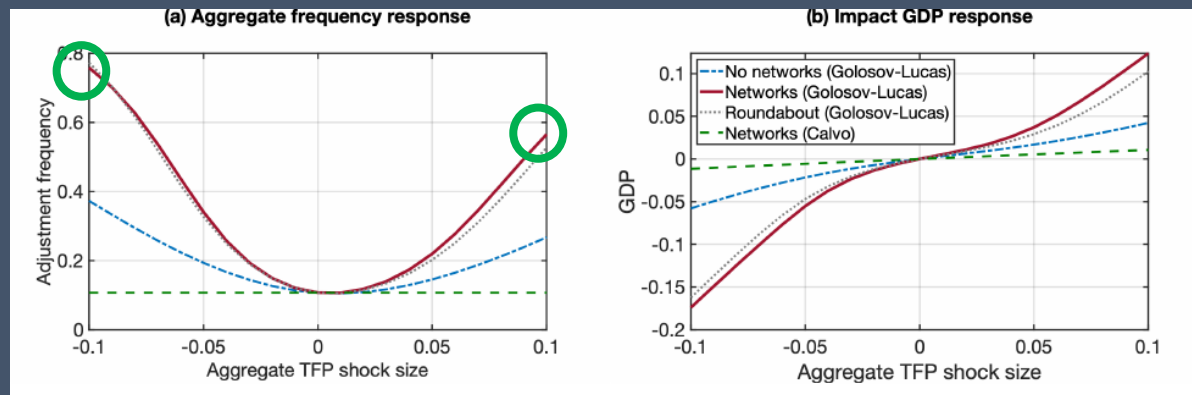 (a) Aggregate frequency response
0.8
0.6
0.4
0.2
0
Adjustment frequency
-0.1
-0.05
0
0.05
0.1
Aggregate TFP shock size
(b) Impact GDP response
No networks (Golosov-Lucas)
Networks (Golosov-Lucas)
Roundabout (Golosov-Lucas)
Networks (Calvo)
0.1
0.05
0
-0.05
-0.1
-0.15
-0.2
GDP
-0.1
-0.05
0
0.05
0.1
Aggregate TFP shock size